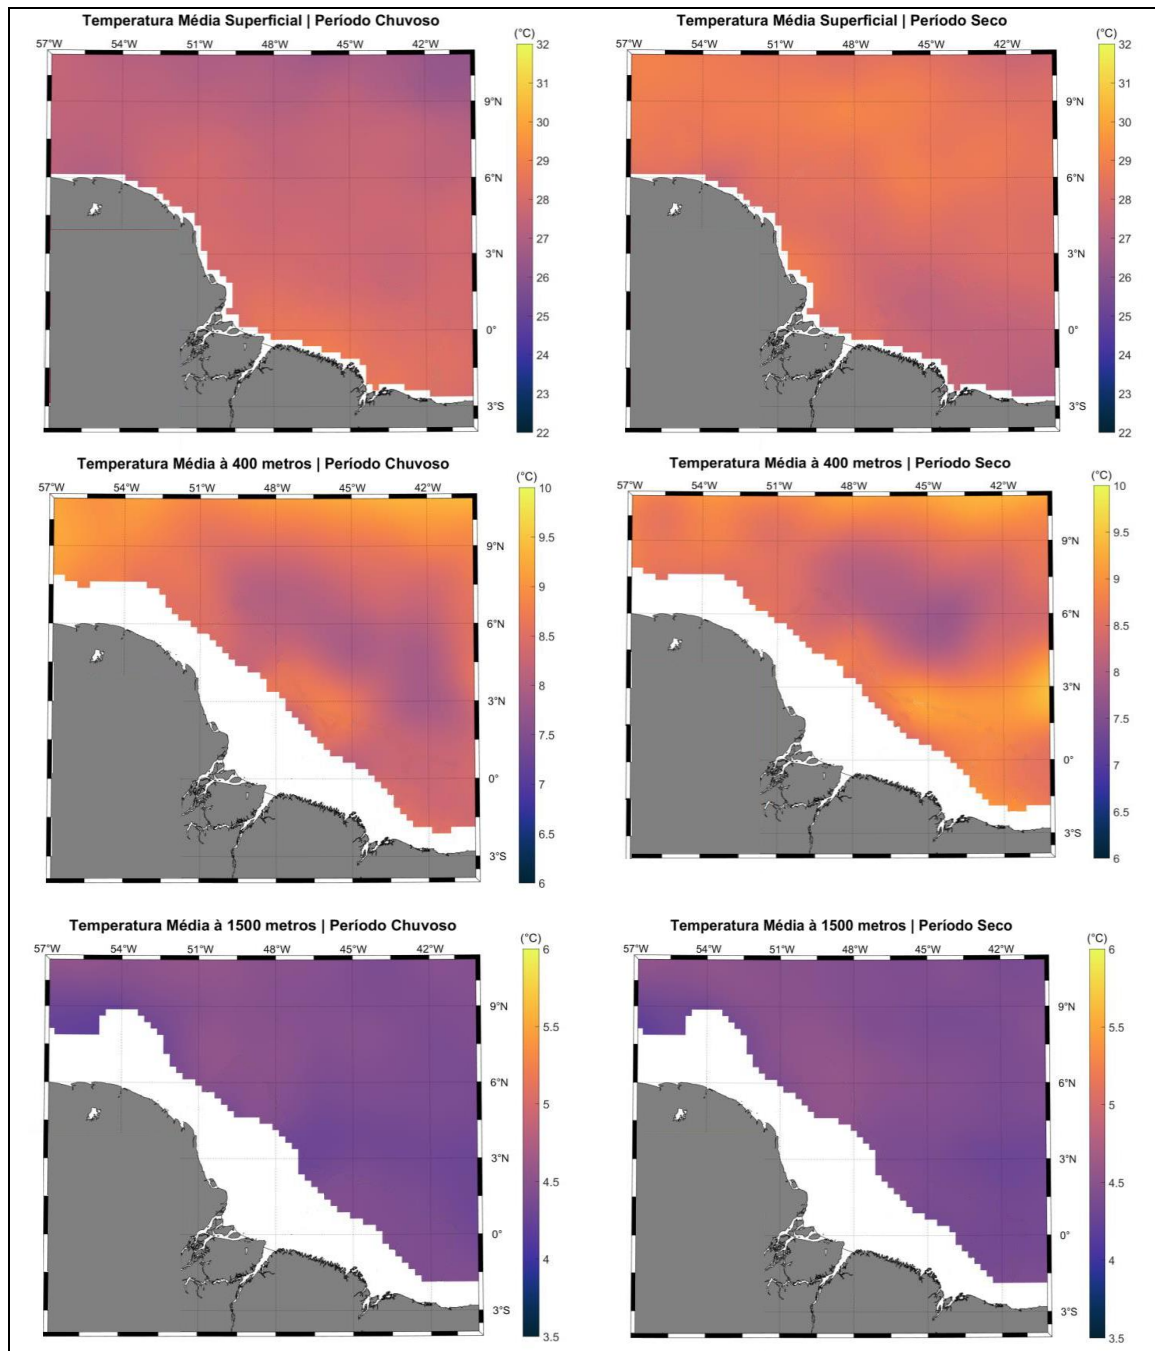 Temperatura Média Superficial | Período Chuvoso
57°W 54°W 51°W 48°W 45°W 42°W (°C)
32
31
30
29
28
27
26
25
24
23
22
9°N
6°N
3°N
0°
3°S
Temperatura Média Superficial | Período Seco
57°W 54°W 51°W 48°W 45°W 42°W (°C)
32
31
30
29
28
27
26
25
24
23
22
9°N
6°N
3°N
0°
3°S
Temperatura Média à 400 metros | Período Chuvoso
57°W 54°W 51°W 48°W 45°W 42°W (°C)
10
9.5
9
8.5
8
7.5
7
6.5
6
9°N
6°N
3°N
0°
3°S
Temperatura Média à 400 metros | Período Seco
57°W 54°W 51°W 48°W 45°W 42°W (°C)
10
9.5
9
8.5
8
7.5
7
6.5
6
9°N
6°N
3°N
0°
3°S
Temperatura Média à 1500 metros | Período Chuvoso
57°W 54°W 51°W 48°W 45°W 42°W (°C)
6
5.5
5
4.5
4
3.5
9°N
6°N
3°N
0°
3°S
Temperatura Média à 1500 metros | Período Seco
57°W 54°W 51°W 48°W 45°W 42°W (°C)
6
5.5
5
4.5
4
3.5
9°N
6°N
3°N
0°
3°S